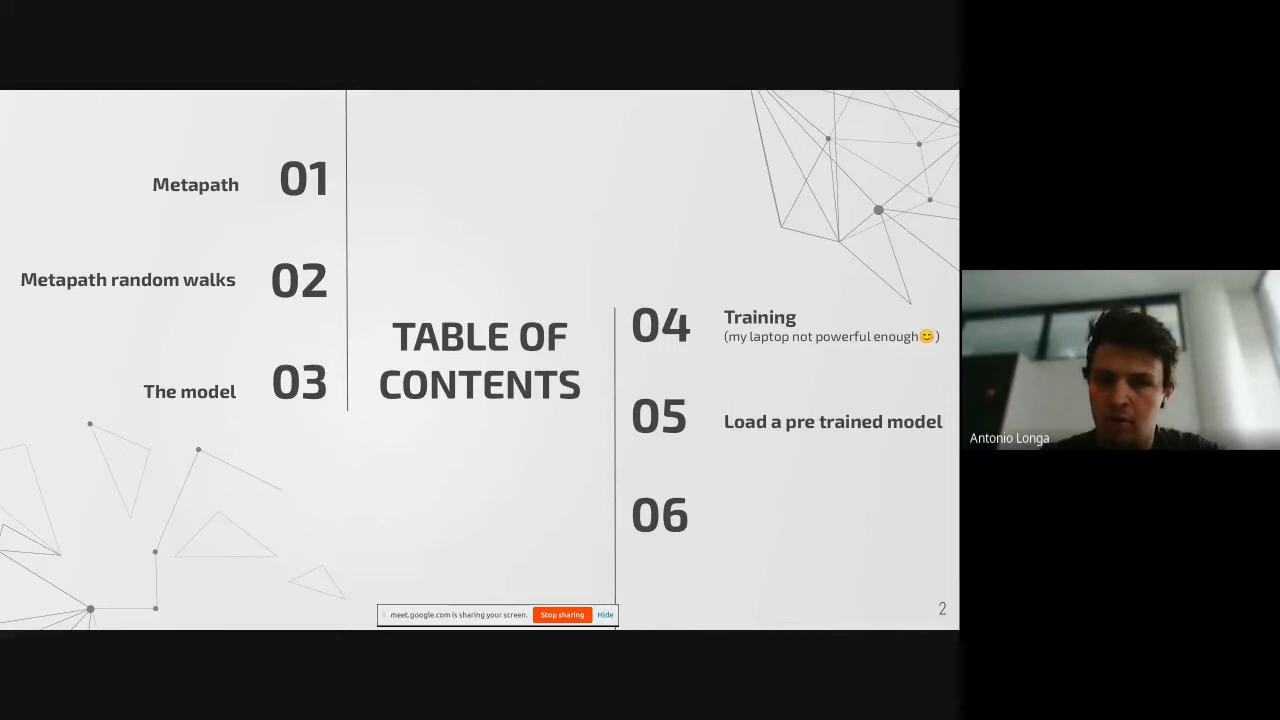 Metapath 01
Metapath random walks 02
The model 03
TABLE OF
CONTENTS
04 Training
(my laptop not powerful enough😊)
05 Load a pre trained model
06
2
meet.google.com is sharing your screen. Stop sharing Hide
Antonio Longa